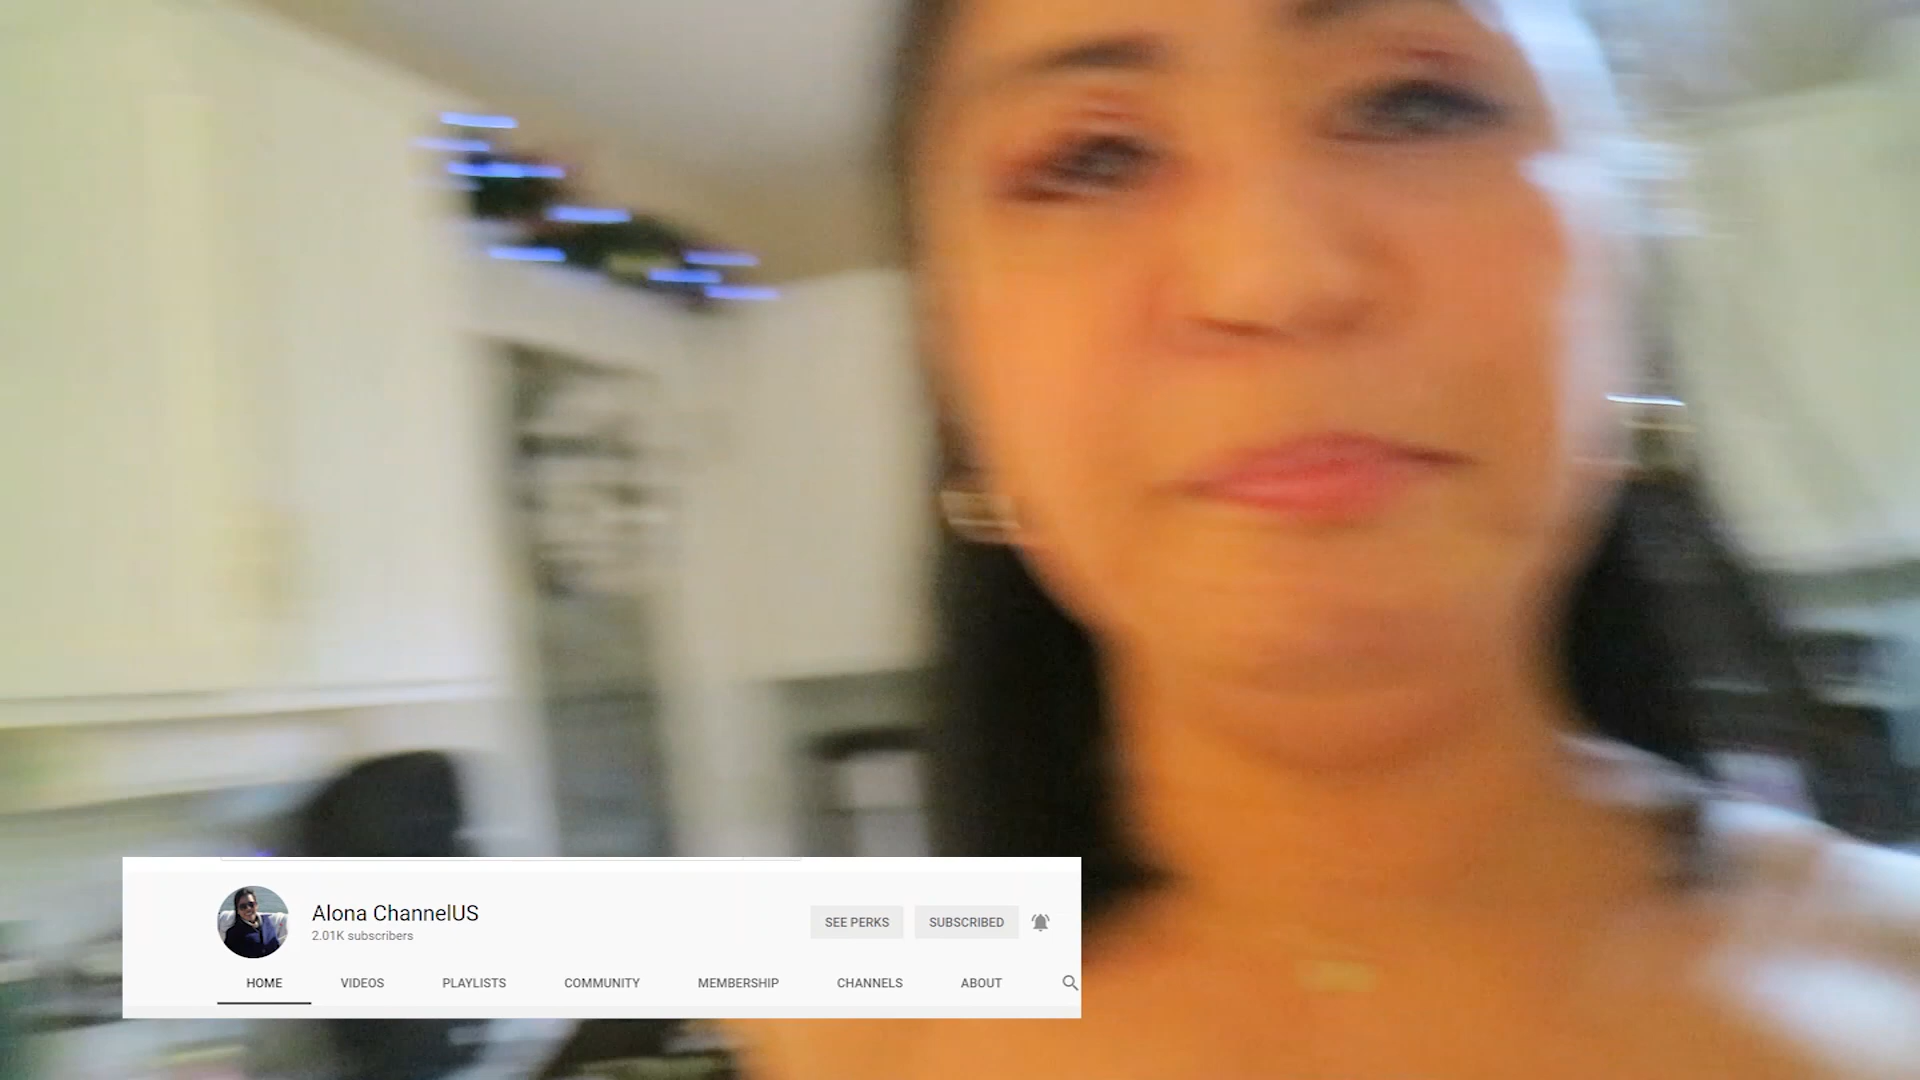 Alona ChannelUS
2.01K subscribers
SEE PERKS SUBSCRIBED
HOME VIDEOS PLAYLISTS COMMUNITY MEMBERSHIP CHANNELS ABOUT